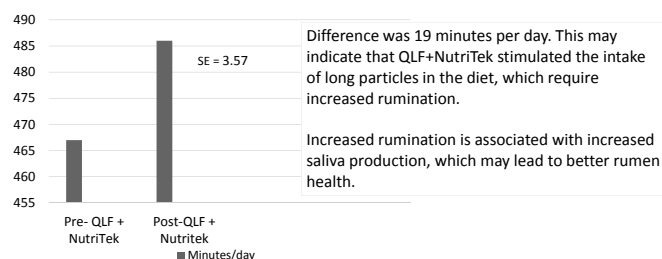 490
485
480
475
470
465
460
455
SE = 3.57
Pre- QLF +
NutriTek
Post-QLF +
Nutritek
Minutes/day
Difference was 19 minutes per day. This may
indicate that QLF+NutriTek stimulated the intake
of long particles in the diet, which require
increased rumination.
Increased rumination is associated with increased
saliva production, which may lead to better rumen
health.